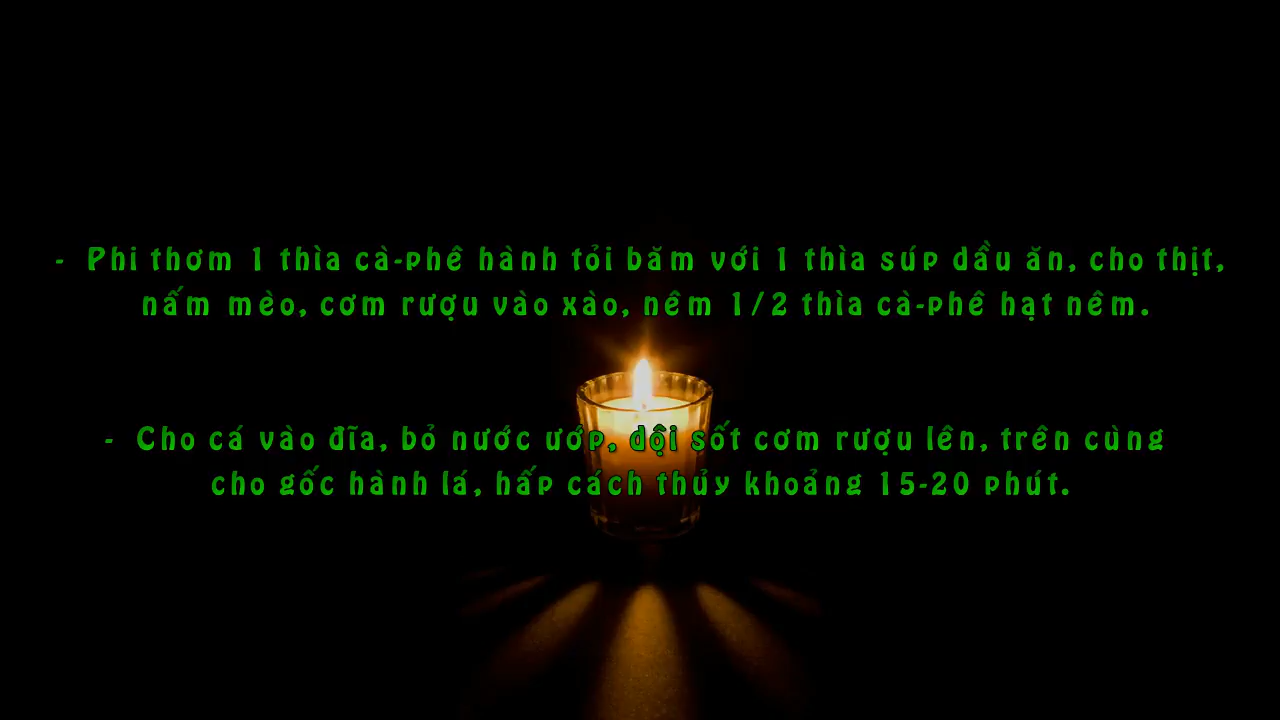 - Phi thơm 1 thìa cà-phê hành tỏi băm với 1 thìa súp dầu ăn, cho thịt,
nấm mèo, cơm rượu vào xào, nêm 1/2 thìa cà-phê hạt nêm.
- Cho cá vào đĩa, bỏ nước ướp, dội sốt cơm rượu lên, trên cùng
cho gốc hành lá, hấp cách thủy khoảng 15-20 phút.